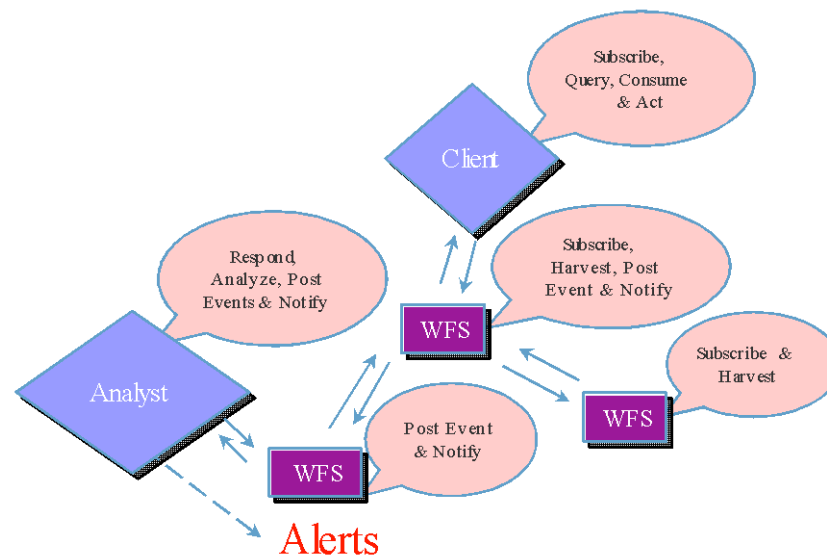 Subscribe,
Query, Consume
& Act
Client
Respond,
Analyze, Post
Events & Notify
Subscribe,
Harvest, Post
Event & Notify
WFS
Subscribe &
Harvest
Analyst
WFS
Post Event
& Notify
WFS
Alerts